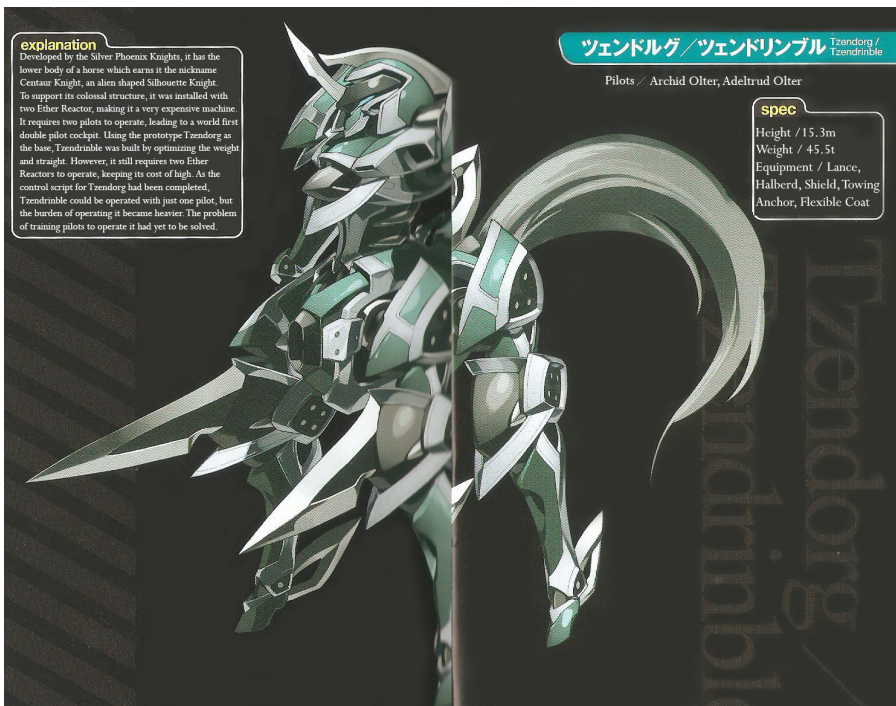 explanation
Developed by the Silver Phoenix Knights, it has the
lower body of a horse which earns it the nickname
Centaur Knight, an alien shaped Silhouette Knight.
To support its colossal structure, it was installed with
two Ether Reactor, making it a very expensive machine.
It requires two pilots to operate, leading to a world first
double pilot cockpit. Using the prototype Tzendorg as
the base, Tzendrinble was built by optimizing the weight
and straight. However, it still requires two Ether
Reactors to operate, keeping its cost of high. As the
control script for Tzendorg had been completed,
Tzendrinble could be operated with just one pilot, but
the burden of operating it became heavier. The problem
of training pilots to operate it had yet to be solved.
ツェンドルグ／ツェンドリンブル Tzendorg /
Tzendrinble
Pilots / Archid Olter, Adeltrud Olter
spec
Height / 15.3m
Weight / 45.5t
Equipment / Lance,
Halberd, Shield, Towing
Anchor, Flexible Coat
Tzendorg /
Tzendrinble